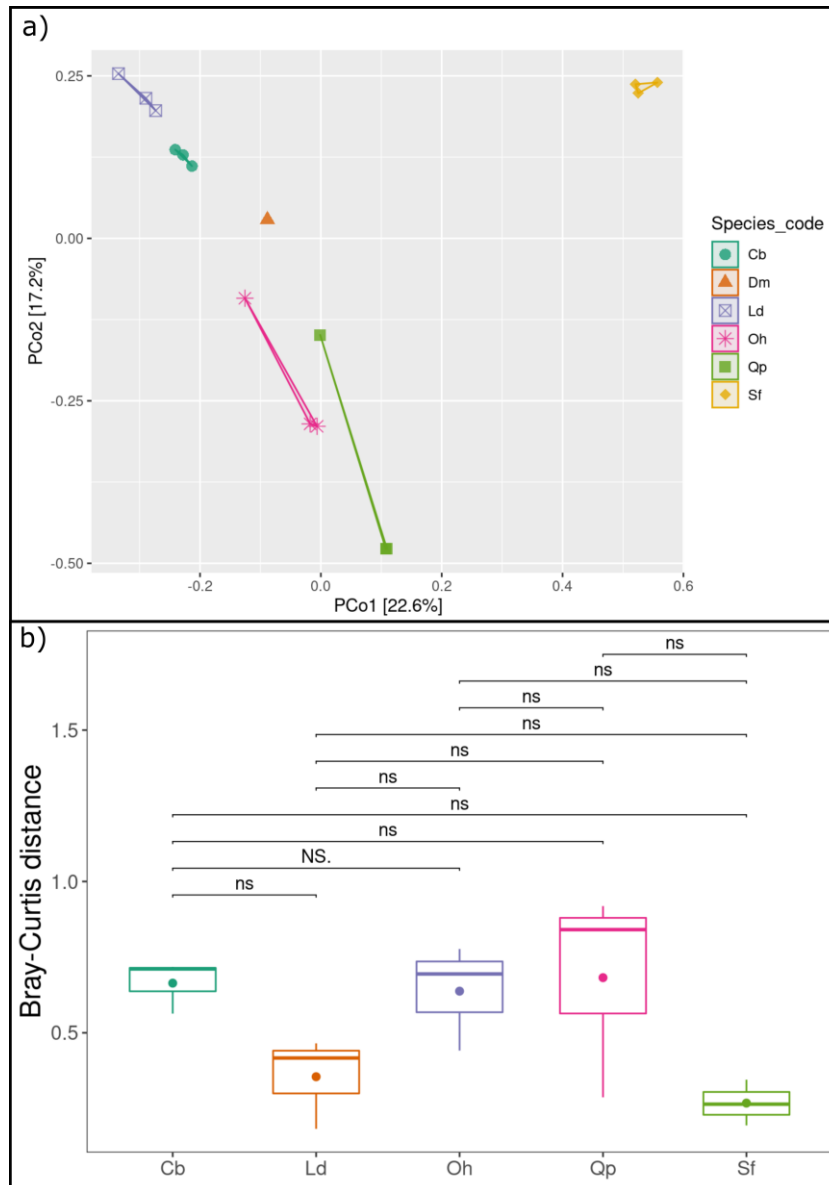 a)
0.25
0.00
-0.25
-0.50
PCo2 [17.2%]
-0.2
0.0
0.2
0.4
0.6
PCo1 [22.6%]
Species_code
Cb
Dm
Ld
Oh
Qp
Sf
b)
ns
ns
ns
ns
ns
ns
ns
ns
NS.
ns
1.5
1.0
0.5
Bray-Curtis distance
Cb
Ld
Oh
Qp
Sf